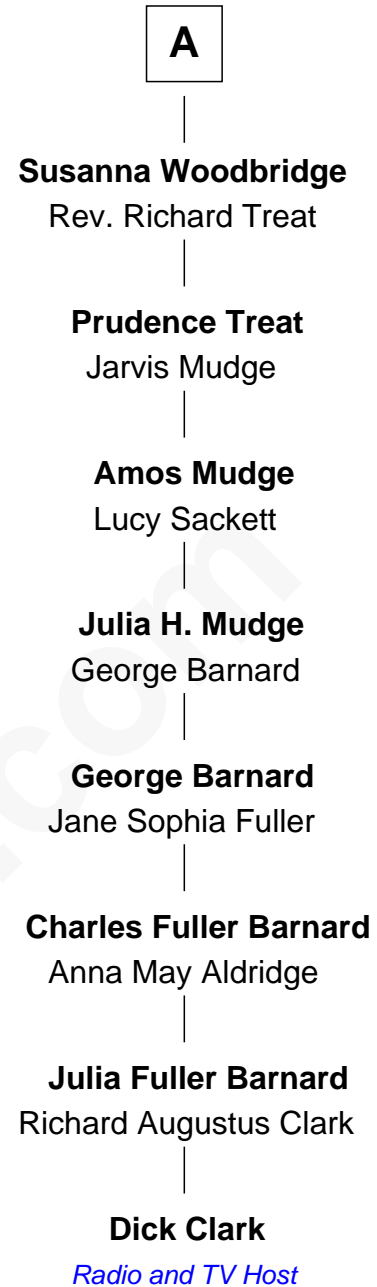 A
Susanna Woodbridge
Rev. Richard Treat
Prudence Treat
Jarvis Mudge
Amos Mudge
Lucy Sackett
Julia H. Mudge
George Barnard
George Barnard
Jane Sophia Fuller
Charles Fuller Barnard
Anna May Aldridge
Julia Fuller Barnard
Richard Augustus Clark
Dick Clark
Radio and TV Host
.com